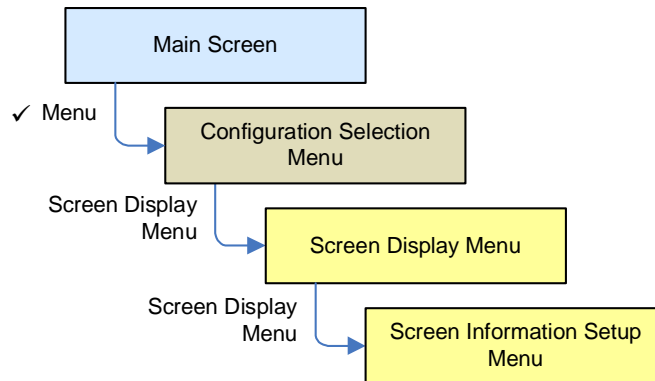 Main Screen
✓ Menu
Configuration Selection
Menu
Screen Display
Menu
Screen Display Menu
Screen Display
Menu
Screen Information Setup
Menu